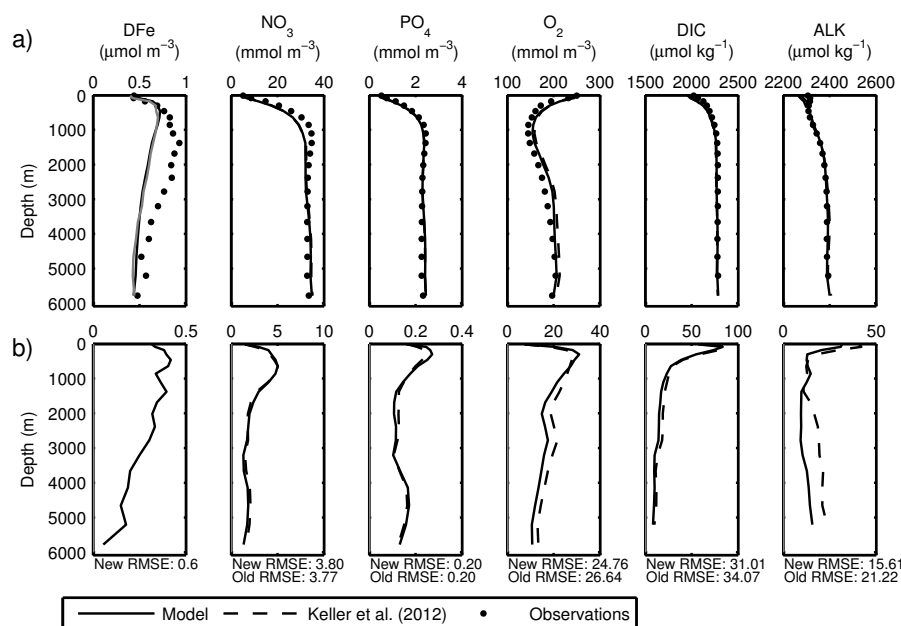 a)
DFe
(μmol m⁻³)
NO₃
(mmol m⁻³)
PO₄
(mmol m⁻³)
O₂
(mmol m⁻³)
DIC
(μmol kg⁻¹)
ALK
(μmol kg⁻¹)
0 0.5 1
0 20 40
0 2 4
100 200 300
1500 2000 2500
2200 2400 2600
0
1000
2000
3000
4000
5000
6000
Depth (m)
b)
0 0.5
0 5 10
0 0.2 0.4
0 20 40
0 50 100
0 50
0
1000
2000
3000
4000
5000
6000
Depth (m)
New RMSE: 0.6
New RMSE: 3.80
Old RMSE: 3.77
New RMSE: 0.20
Old RMSE: 0.20
New RMSE: 24.76
Old RMSE: 26.64
New RMSE: 31.01
Old RMSE: 34.07
New RMSE: 15.61
Old RMSE: 21.22
Model Keller et al. (2012) Observations